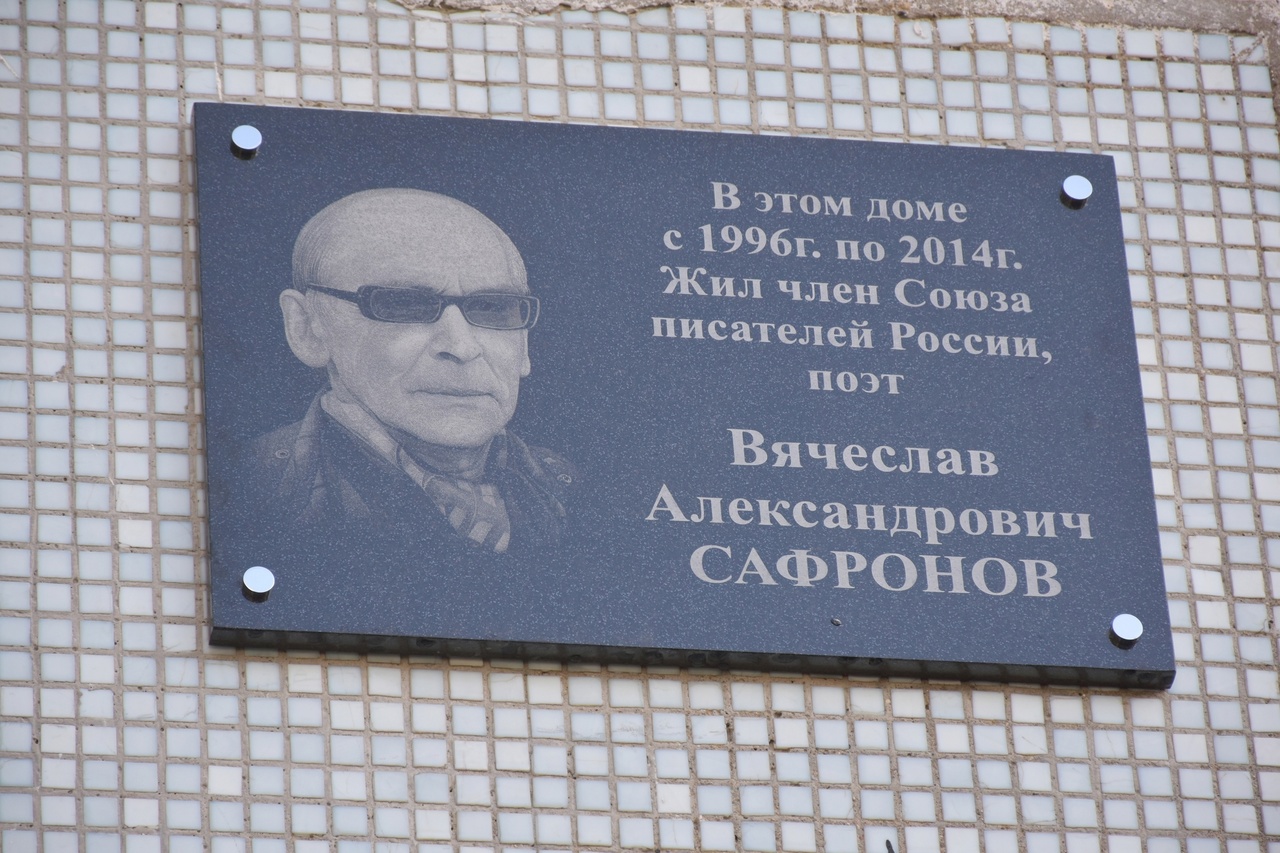 В этом доме
с 1996г. по 2014г.
Жил член Союза
писателей России,
поэт
Вячеслав
Александрович
САФРОНОВ